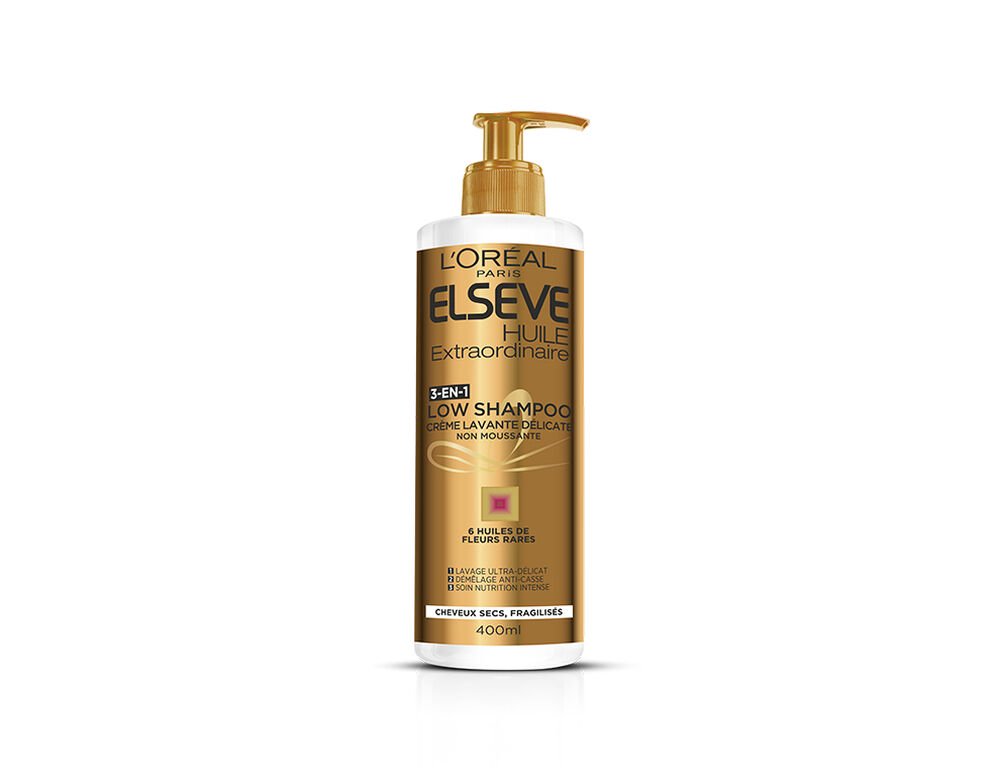 L'ORÉAL
PARiS
ELSEVE
HUILE
Extraordinaire
3-EN-1
LOW SHAMPOO
CRÈME LAVANTE DÉLICATE
NON MOUSSANTE
6 HUILES DE
FLEURS RARES
1 LAVAGE ULTRA-DÉLICAT
2 DÉMÊLAGE ANTI-CASSE
3 SOIN NUTRITION INTENSE
CHEVEUX SECS, FRAGILISÉS
400ml